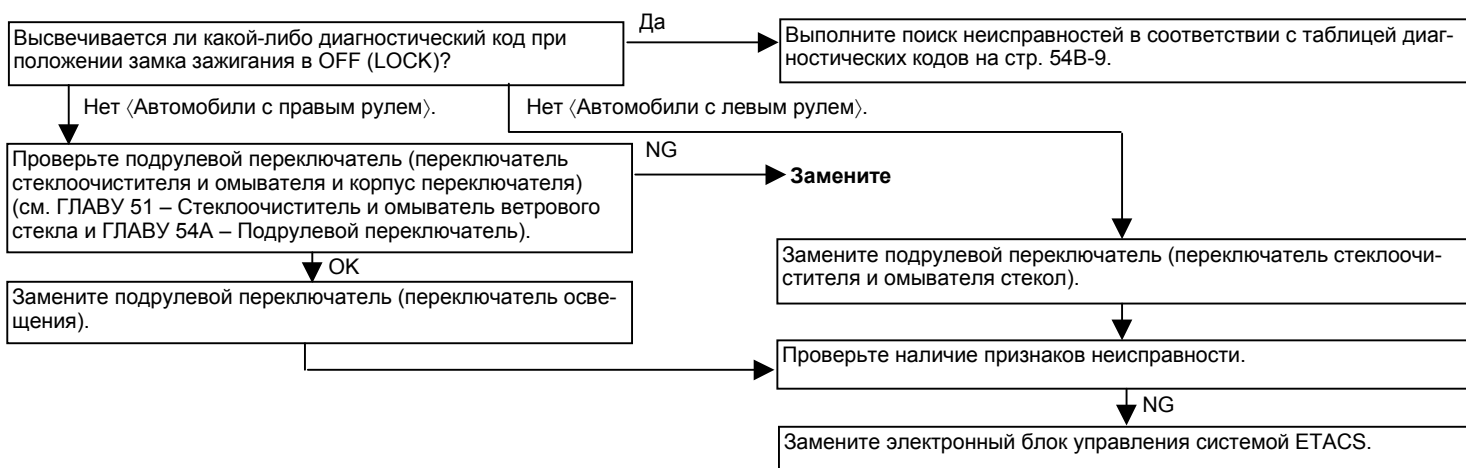 Высвечивается ли какой-либо диагностический код при
положении замка зажигания в OFF (LOCK)?
Да
Выполните поиск неисправностей в соответствии с таблицей диаг-
ностических кодов на стр. 54B-9.
Нет 〈Автомобили с правым рулем〉.
Нет 〈Автомобили с левым рулем〉.
Проверьте подрулевой переключатель (переключатель
стеклоочистителя и омывателя и корпус переключателя)
(см. ГЛАВУ 51 – Стеклоочиститель и омыватель ветрового
стекла и ГЛАВУ 54А – Подрулевой переключатель).
NG
Замените
OK
Замените подрулевой переключатель (переключатель стеклоочи-
стителя и омывателя стекол).
Замените подрулевой переключатель (переключатель осве-
щения).
Проверьте наличие признаков неисправности.
NG
Замените электронный блок управления системой ETACS.